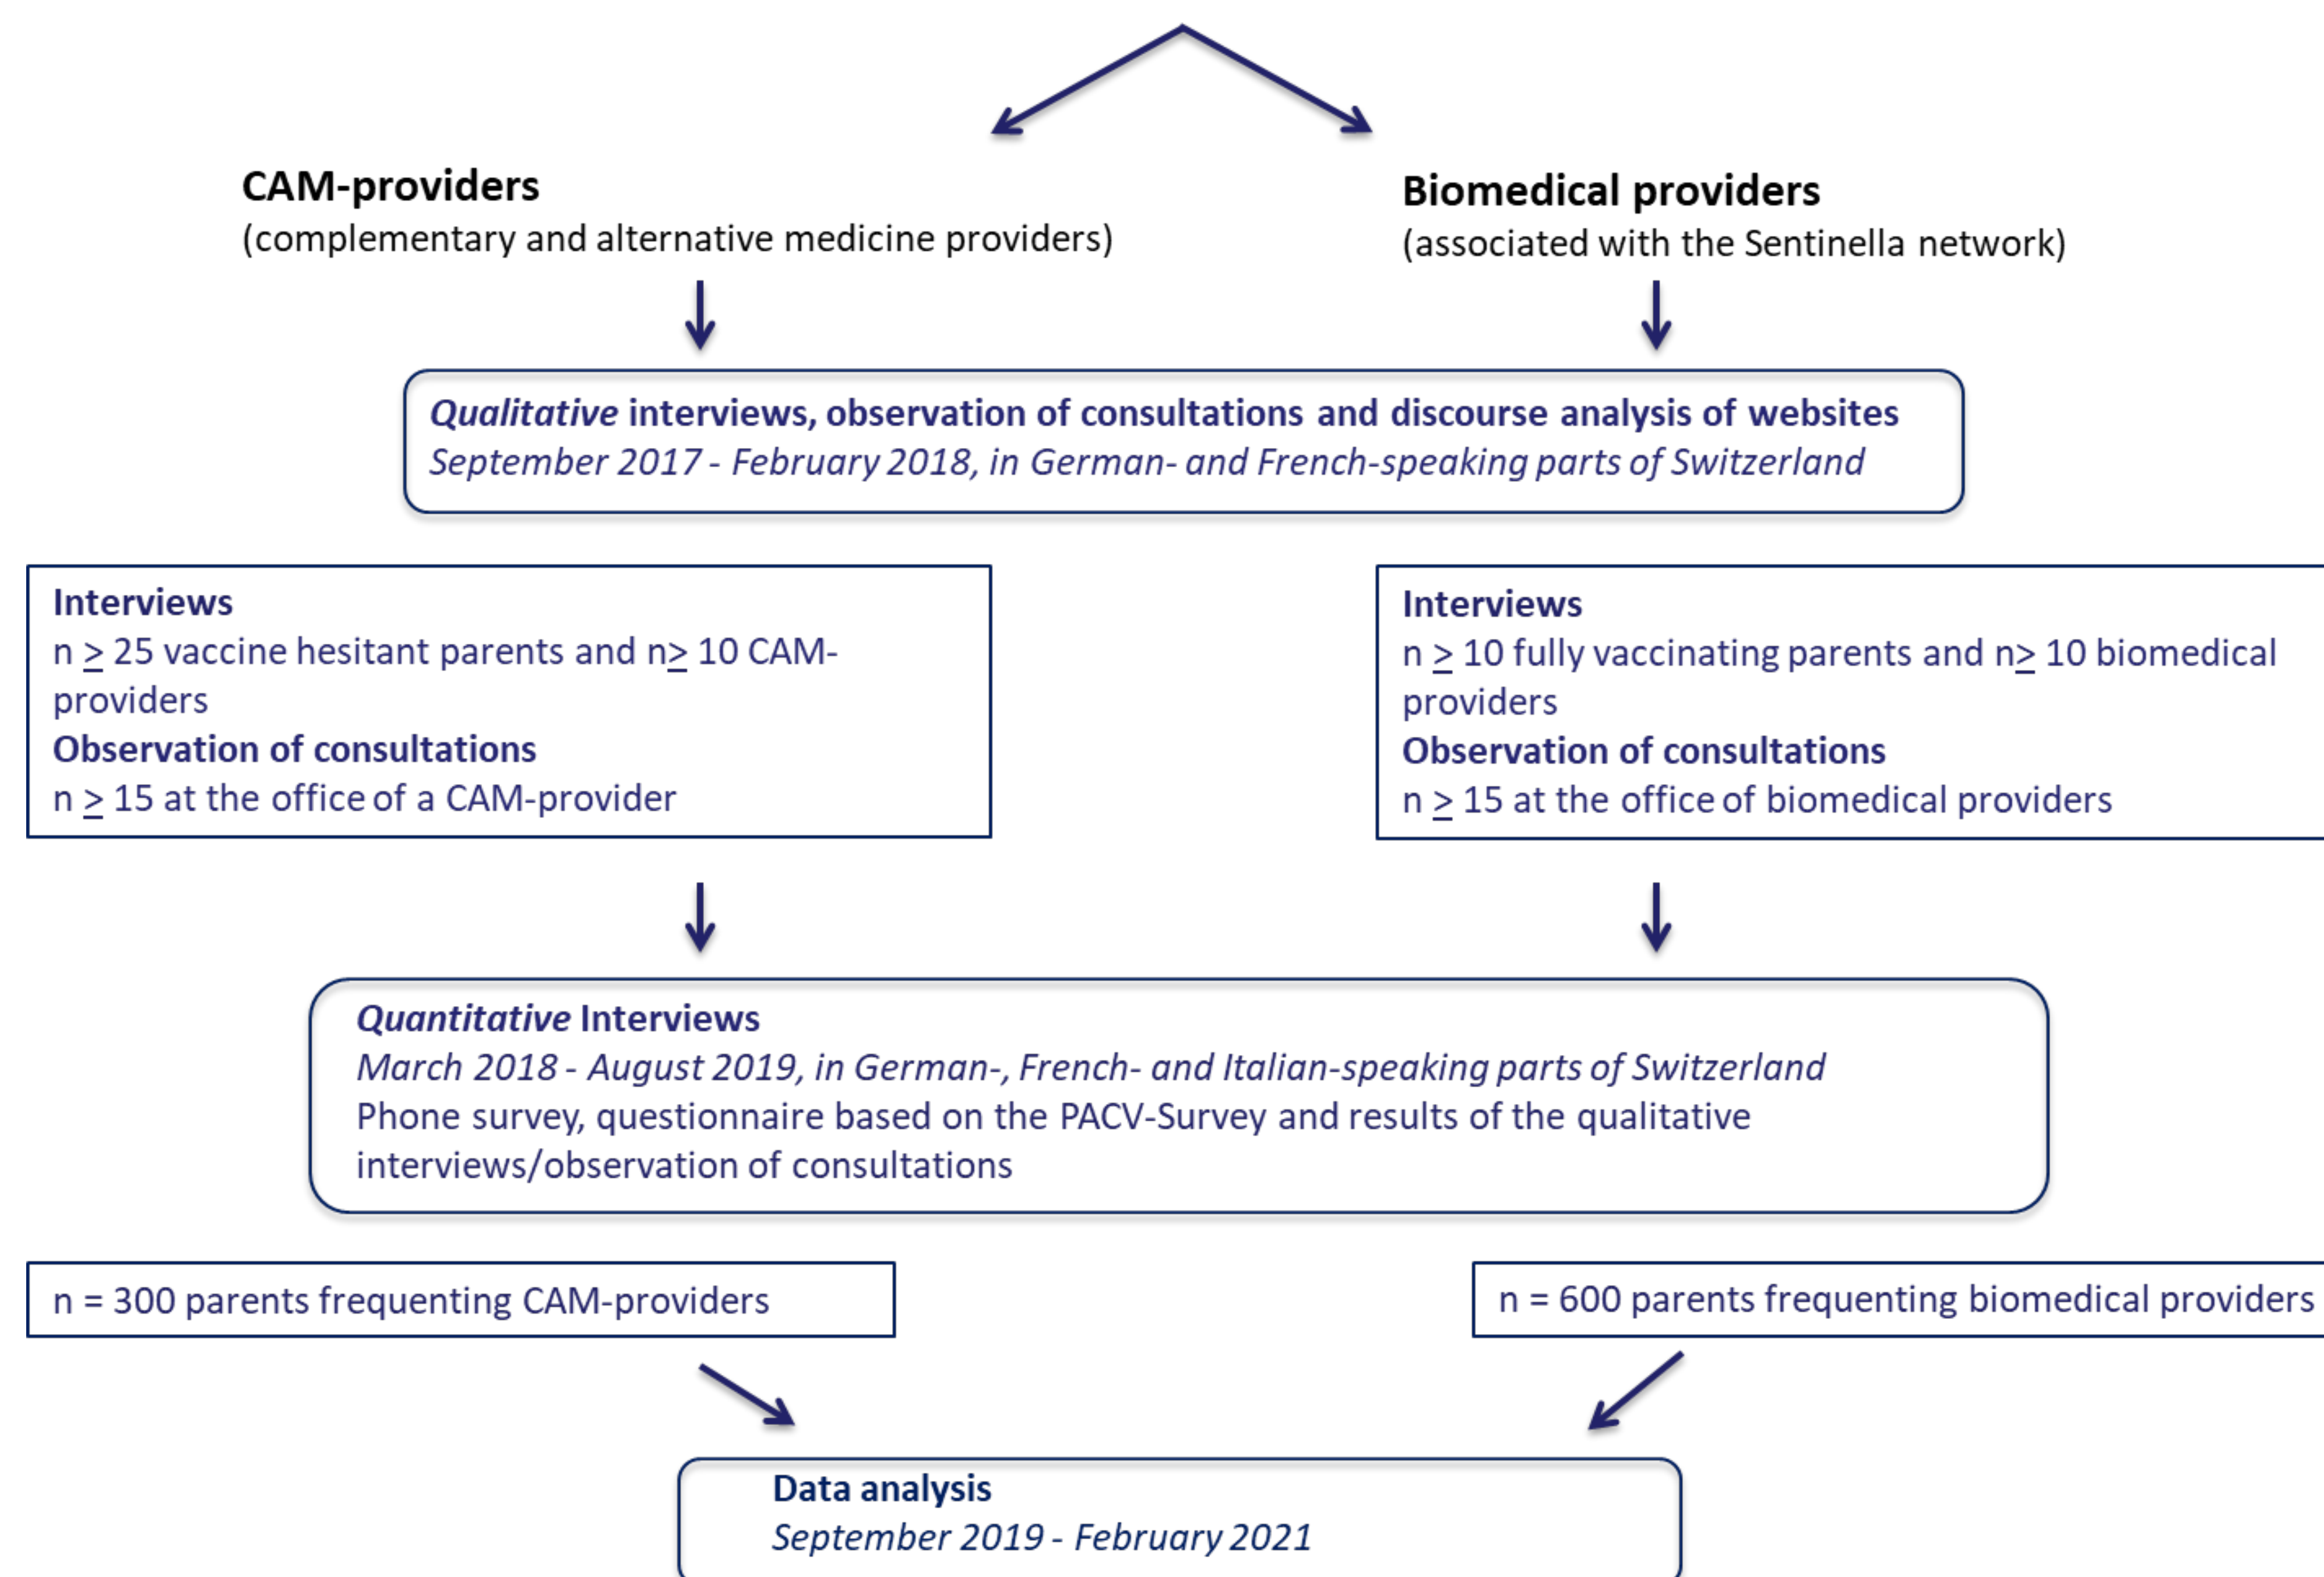 CAM-providers
(complementary and alternative medicine providers)
Biomedical providers
(associated with the Sentinella network)
Qualitative interviews, observation of consultations and discourse analysis of websites
September 2017 - February 2018, in German- and French-speaking parts of Switzerland
Interviews
n ≥ 25 vaccine hesitant parents and n≥ 10 CAM-
providers
Observation of consultations
n ≥ 15 at the office of a CAM-provider
Interviews
n ≥ 10 fully vaccinating parents and n≥ 10 biomedical
providers
Observation of consultations
n ≥ 15 at the office of biomedical providers
Quantitative Interviews
March 2018 - August 2019, in German-, French- and Italian-speaking parts of Switzerland
Phone survey, questionnaire based on the PACV-Survey and results of the qualitative
interviews/observation of consultations
n = 300 parents frequenting CAM-providers
n = 600 parents frequenting biomedical providers
Data analysis
September 2019 - February 2021